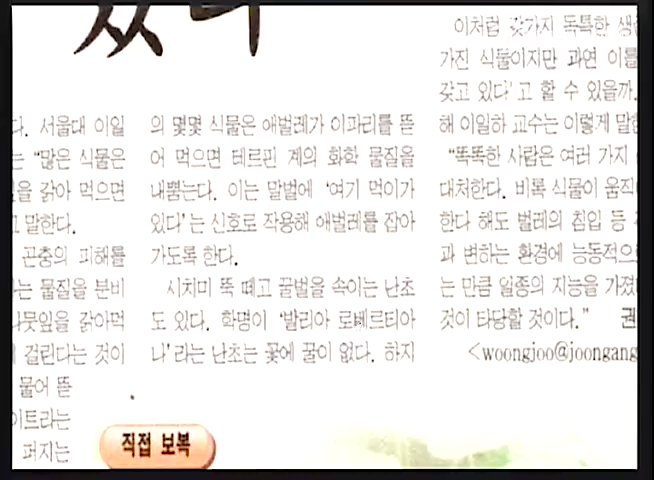 다. 서울대 이일
는 “많은 식물은
을 갉아 먹으면
고 말한다.
곤충의 피해를
는 물질을 분비
나뭇잎을 갉아먹
걸린다는 것이
물어 뜯
이트라는
퍼지는
의 몇몇 식물은 애벌레가 이파리를 뜯
어 먹으면 테르핀 계의 화학 물질을
내뿜는다. 이는 말벌에 ‘여기 먹이가
있다’는 신호로 작용해 애벌레를 잡아
가도록 한다.
시치미 뚝 떼고 꿀벌을 속이는 난초
도 있다. 학명이 ‘발리아 로베르티아
나’라는 난초는 꽃에 꿀이 없다. 하지
직접 보복
이처럼 갖가지 독특한
가진 식물이지만 과연 이를
갖고 있다’고 할 수 있을까.
해 이일하 교수는 이렇게 말
“똑똑한 사람은 여러 가지
대처한다. 비록 식물이 움직
한다 해도 벌레의 침입 등
과 변하는 환경에 능동적으
는 만큼 일종의 지능을 가졌
것이 타당할 것이다.” 권
<woongjoo@joongang